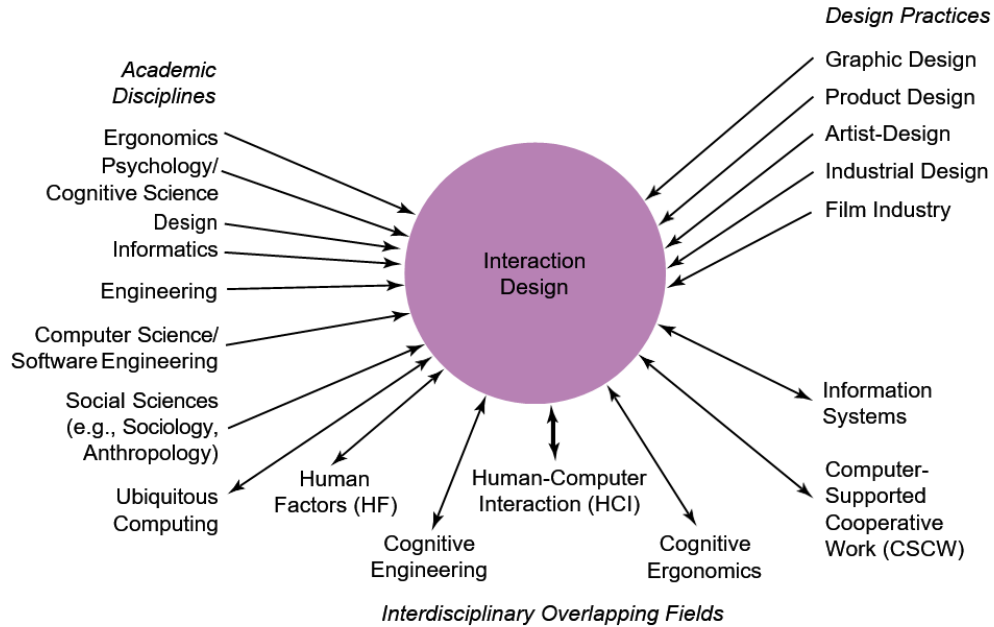 Design Practices
Graphic Design
Product Design
Artist-Design
Industrial Design
Film Industry
Academic
Disciplines
Ergonomics
Psychology/
Cognitive Science
Design
Informatics
Engineering
Computer Science/
Software Engineering
Social Sciences
(e.g., Sociology,
Anthropology)
Interaction
Design
Ubiquitous
Computing
Human
Factors (HF)
Cognitive
Engineering
Human-Computer
Interaction (HCI)
Cognitive
Ergonomics
Information
Systems
Computer-
Supported
Cooperative
Work (CSCW)
Interdisciplinary Overlapping Fields